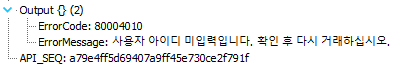 Output {} (2)
ErrorCode: 80004010
ErrorMessage: 사용자 아이디 미입력입니다. 확인 후 다시 거래하십시오.
API_SEQ: a79e4ff5d69407a9ff45e730ce2f791f